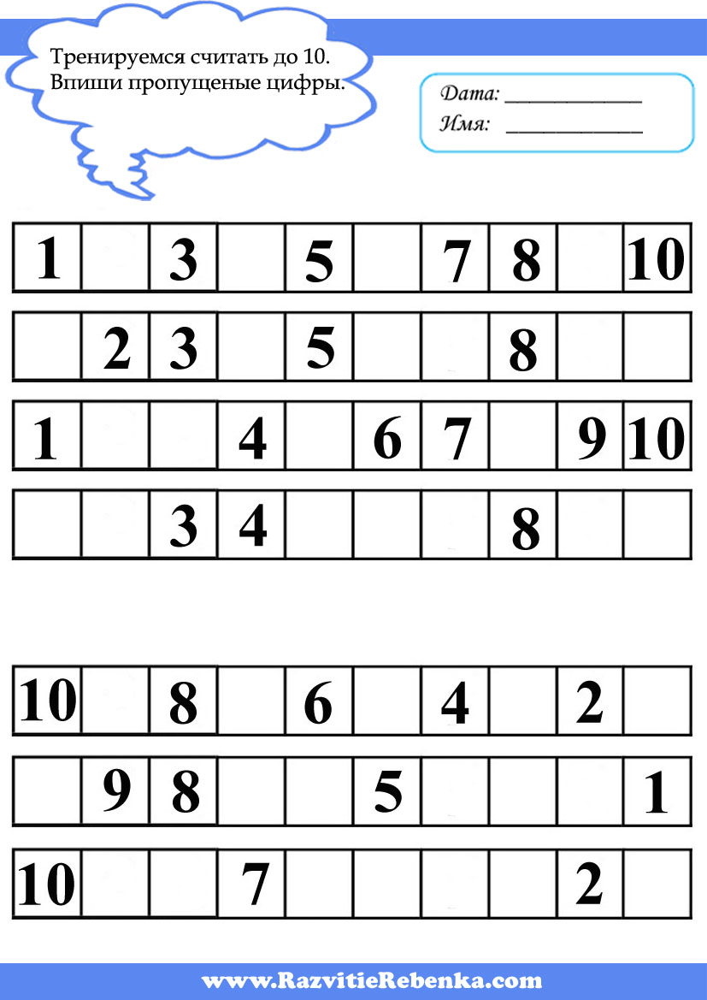 Тренируемся считать до 10.
Впиши пропущеные цифры.
Дата: ____________
Имя: ____________
1 3 5 7 8 10
2 3 5 8
1 4 6 7 9 10
3 4 8
10 8 6 4 2
9 8 5 1
10 7 2
www.RazvitieRebenka.com